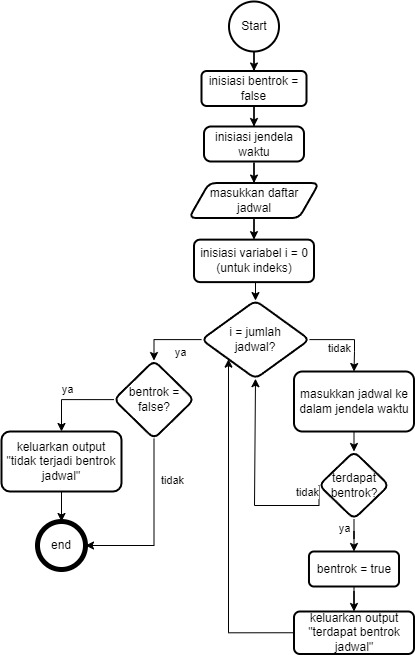 Start
inisiasi bentrok =
false
inisiasi jendela
waktu
masukkan daftar
jadwal
inisiasi variabel i = 0
(untuk indeks)
i = jumlah
jadwal?
ya
tidak
bentrok =
false?
ya
tidak
keluarkan output
"tidak terjadi bentrok
jadwal"
end
masukkan jadwal ke
dalam jendela waktu
terdapat
bentrok?
tidak
ya
bentrok = true
keluarkan output
"terdapat bentrok
jadwal"